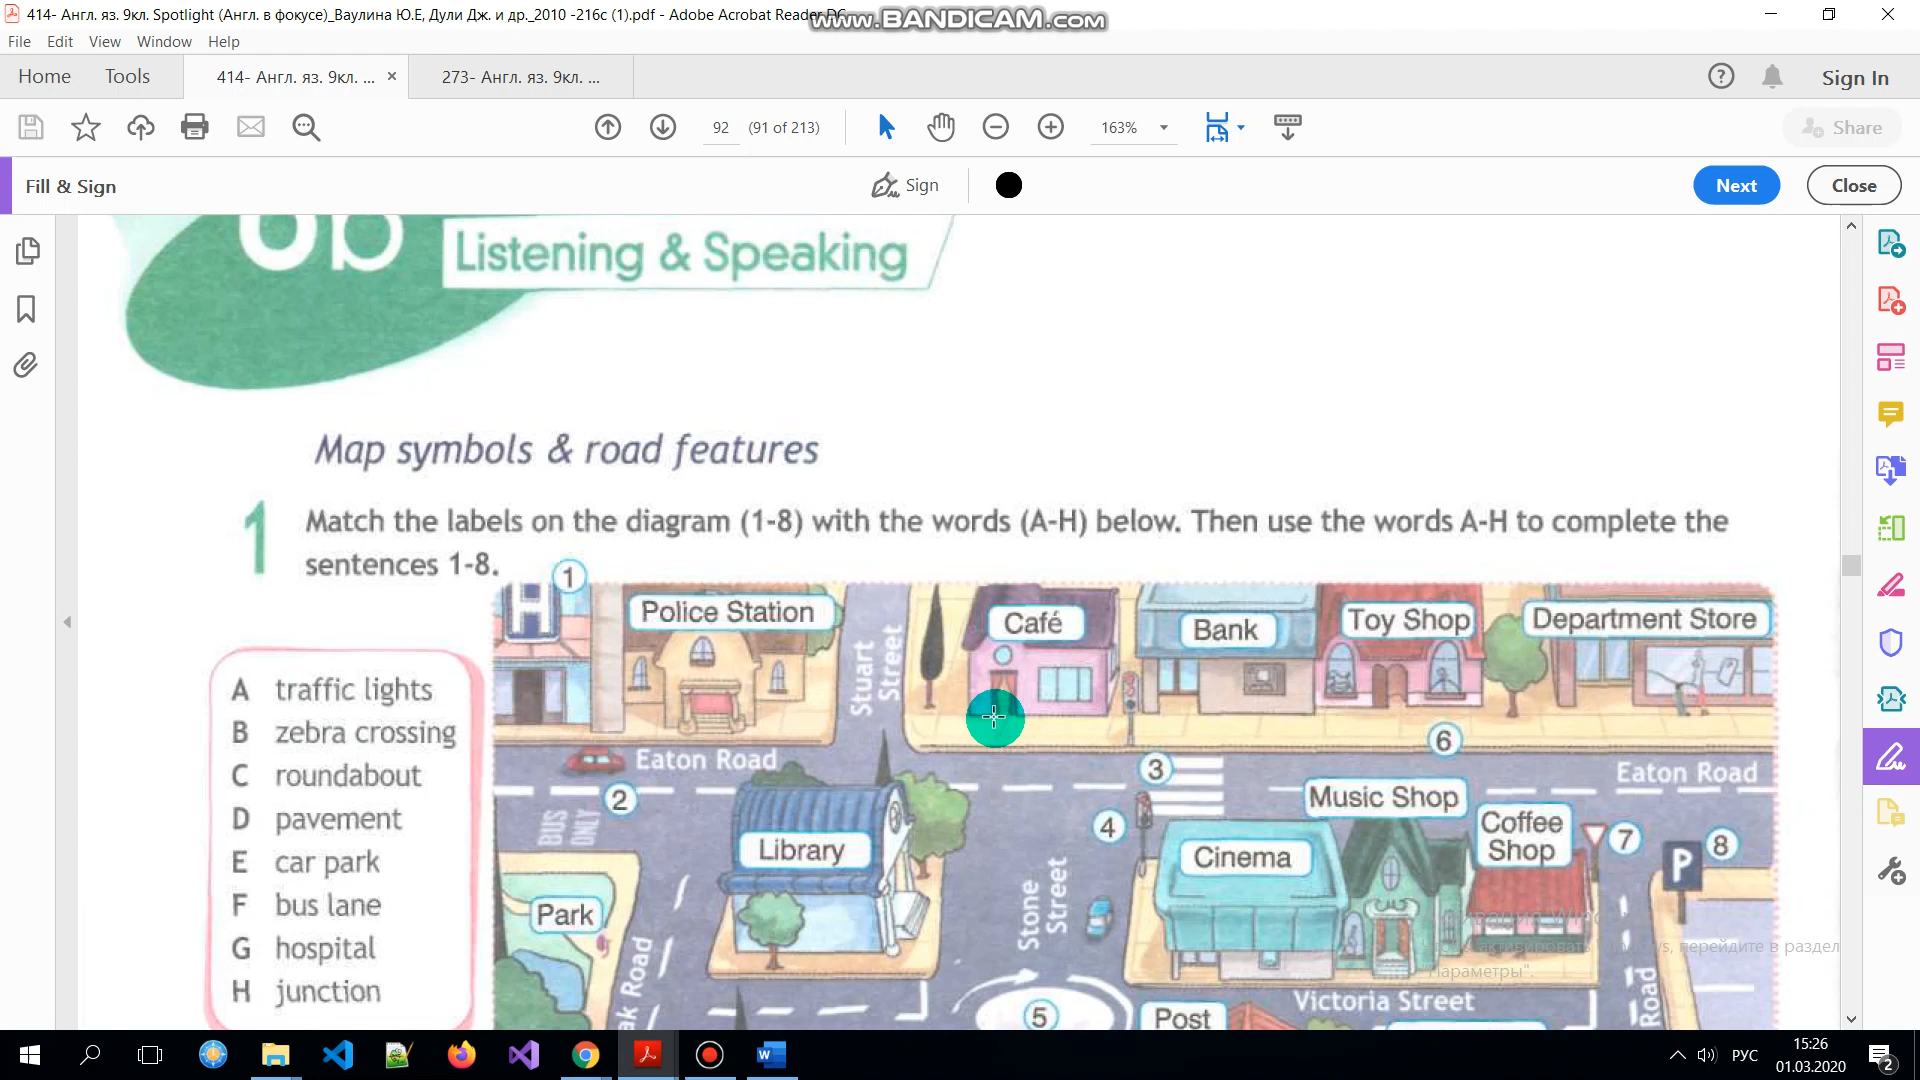 414- Англ. яз. 9кл. Spotlight (Англ. в фокусе)_Ваулина Ю.Е, Дули Дж. и др._2010 -216с (1).pdf - Adobe Acrobat Reader DC
www.BANDICAM.com
File Edit View Window Help
Home Tools 414- Англ. яз. 9кл. ... × 273- Англ. яз. 9кл. ... Sign In
92 (91 of 213) 163% Share
Fill & Sign Sign Next Close
Listening & Speaking
Map symbols & road features
1 Match the labels on the diagram (1-8) with the words (A-H) below. Then use the words A-H to complete the
sentences 1-8.
A traffic lights
B zebra crossing
C roundabout
D pavement
E car park
F bus lane
G hospital
H junction
1
H
Police Station
Stuart
Street
Café
Bank
Toy Shop
Department Store
6
Eaton Road
3
Eaton Road
2
BUS
ONLY
Music Shop
4
Coffee
Shop
7
8
P
Library
Cinema
Park
Stone
Street
активировать
перейдите в раздел
"Параметры".
Victoria Street
Road
Road
5
Post
РУС
15:26
01.03.2020
2